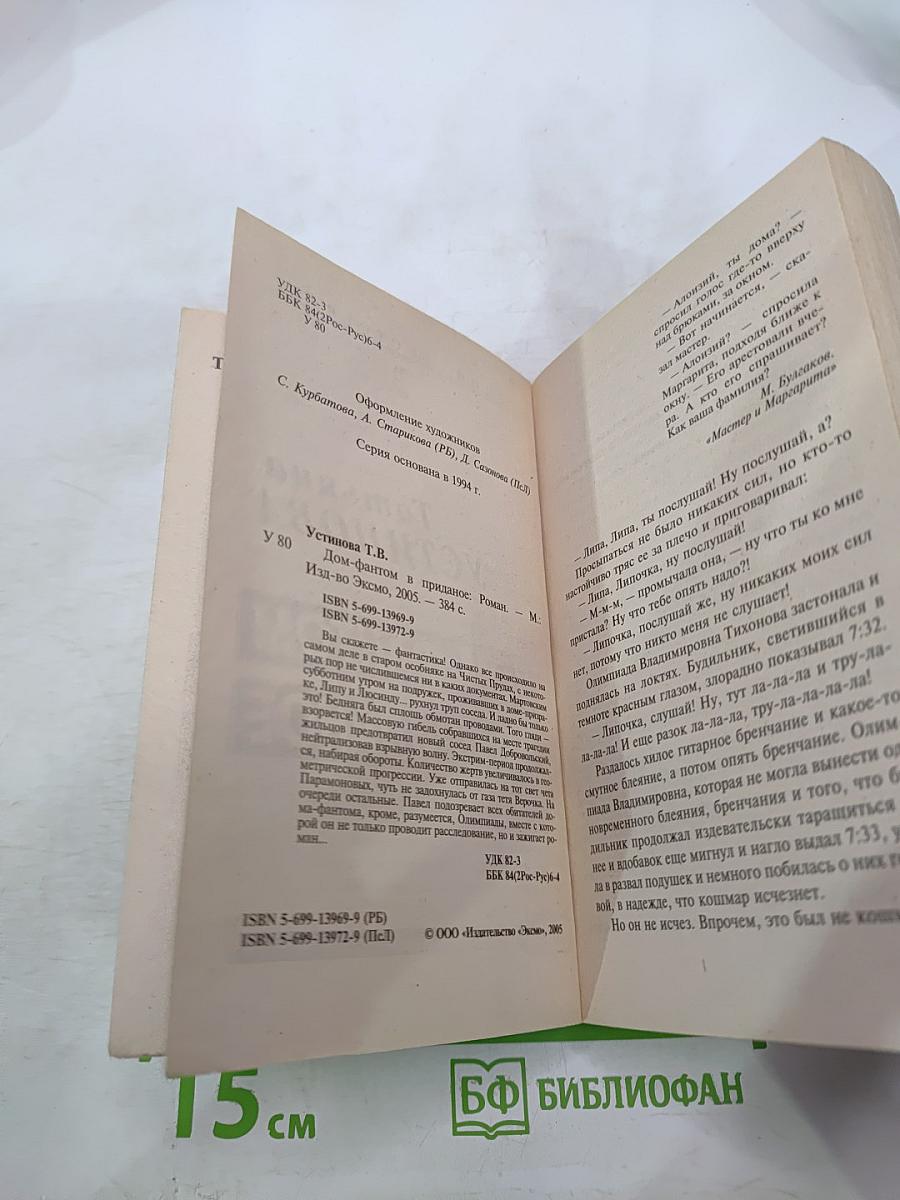 УДК 82-3
ББК 84(2Рос-Рус)6-4
У 80
Оформление художников
С. Курбатова, А. Старикова (РБ), Д. Сазонова (ПсЛ)
Серия основана в 1994 г.
Устинова Т.В.
У 80
Дом-фантом в приданое: Роман. — М.:
Изд-во Эксмо, 2005. — 384 с.
ISBN 5-699-13969-9
ISBN 5-699-13972-9
Вы скажете — фантастика! Однако все происходило на
самом деле в старом особняке на Чистых Прудах, с некото-
рых пор не числившемся ни в каких документах. Мартовским
субботним утром на подружек, проживавших в доме-призра-
ке, Липу и Люсинду... рухнул труп соседа. И ладно бы только
это! Бедняга был сплошь обмотан проводами. Того гляди —
взорвется! Массовую гибель собравшихся на месте трагедии
жильцов предотвратил новый сосед Павел Добровольский,
нейтрализовав взрывную волну. Экстрим-период продолжал-
ся, набирая обороты. Количество жертв увеличивалось в гео-
метрической прогрессии. Уже отправилась на тот свет чета
Парамоновых, чуть не задохнулась от газа тетя Верочка. На
очереди остальные. Павел подозревает всех обитателей до-
ма-фантома, кроме, разумеется, Олимпиады, вместе с кото-
рой он не только проводит расследование, но и зажигает ро-
ман...
УДК 82-3
ББК 84(2Рос-Рус)6-4
ISBN 5-699-13969-9 (РБ)
ISBN 5-699-13972-9 (ПсЛ)
© ООО «Издательство «Эксмо», 2005
— Алоизий, ты дома? —
спросил голос где-то вверху
над брюками, за окном.
— Вот начинается, — ска-
зал мастер.
— Алоизий? — спросила
Маргарита, подходя ближе к
окну. — Его арестовали вче-
ра. А кто его спрашивает?
Как ваша фамилия?
М. Булгаков.
«Мастер и Маргарита»
— Липа, Липа, ты послушай! Ну послушай, а?
Просыпаться не было никаких сил, но кто-то
настойчиво тряс ее за плечо и приговаривал:
— Липа, Липочка, ну послушай!
— М-м-м, — промычала она, — ну что ты ко мне
пристала? Ну что тебе опять надо?!
— Липочка, послушай же, ну никаких моих сил
нет, потому что никто меня не слушает!
Олимпиада Владимировна Тихонова застонала и
поднялась на локтях. Будильник, светившийся в
темноте красным глазом, злорадно показывал 7:32.
— Липочка, слушай! Ну, тут ла-ла-ла и тру-ла-
ла-ла! И еще разок ла-ла-ла, тру-ла-ла-ла-ла!
Раздалось хилое гитарное бренчание и какое-то
смутное блеяние, а потом опять бренчание. Олим-
пиада Владимировна, которая не могла вынести од
новременного блеяния, бренчания и того, что б
дильник продолжал издевательски таращиться
нее и вдобавок еще мигнул и нагло выдал 7:33, у
ла в развал подушек и немного побилась о них г
вой, в надежде, что кошмар исчезнет.
Но он не исчез. Впрочем, это был не кошм
15 см
БФ БИБЛИОФАН